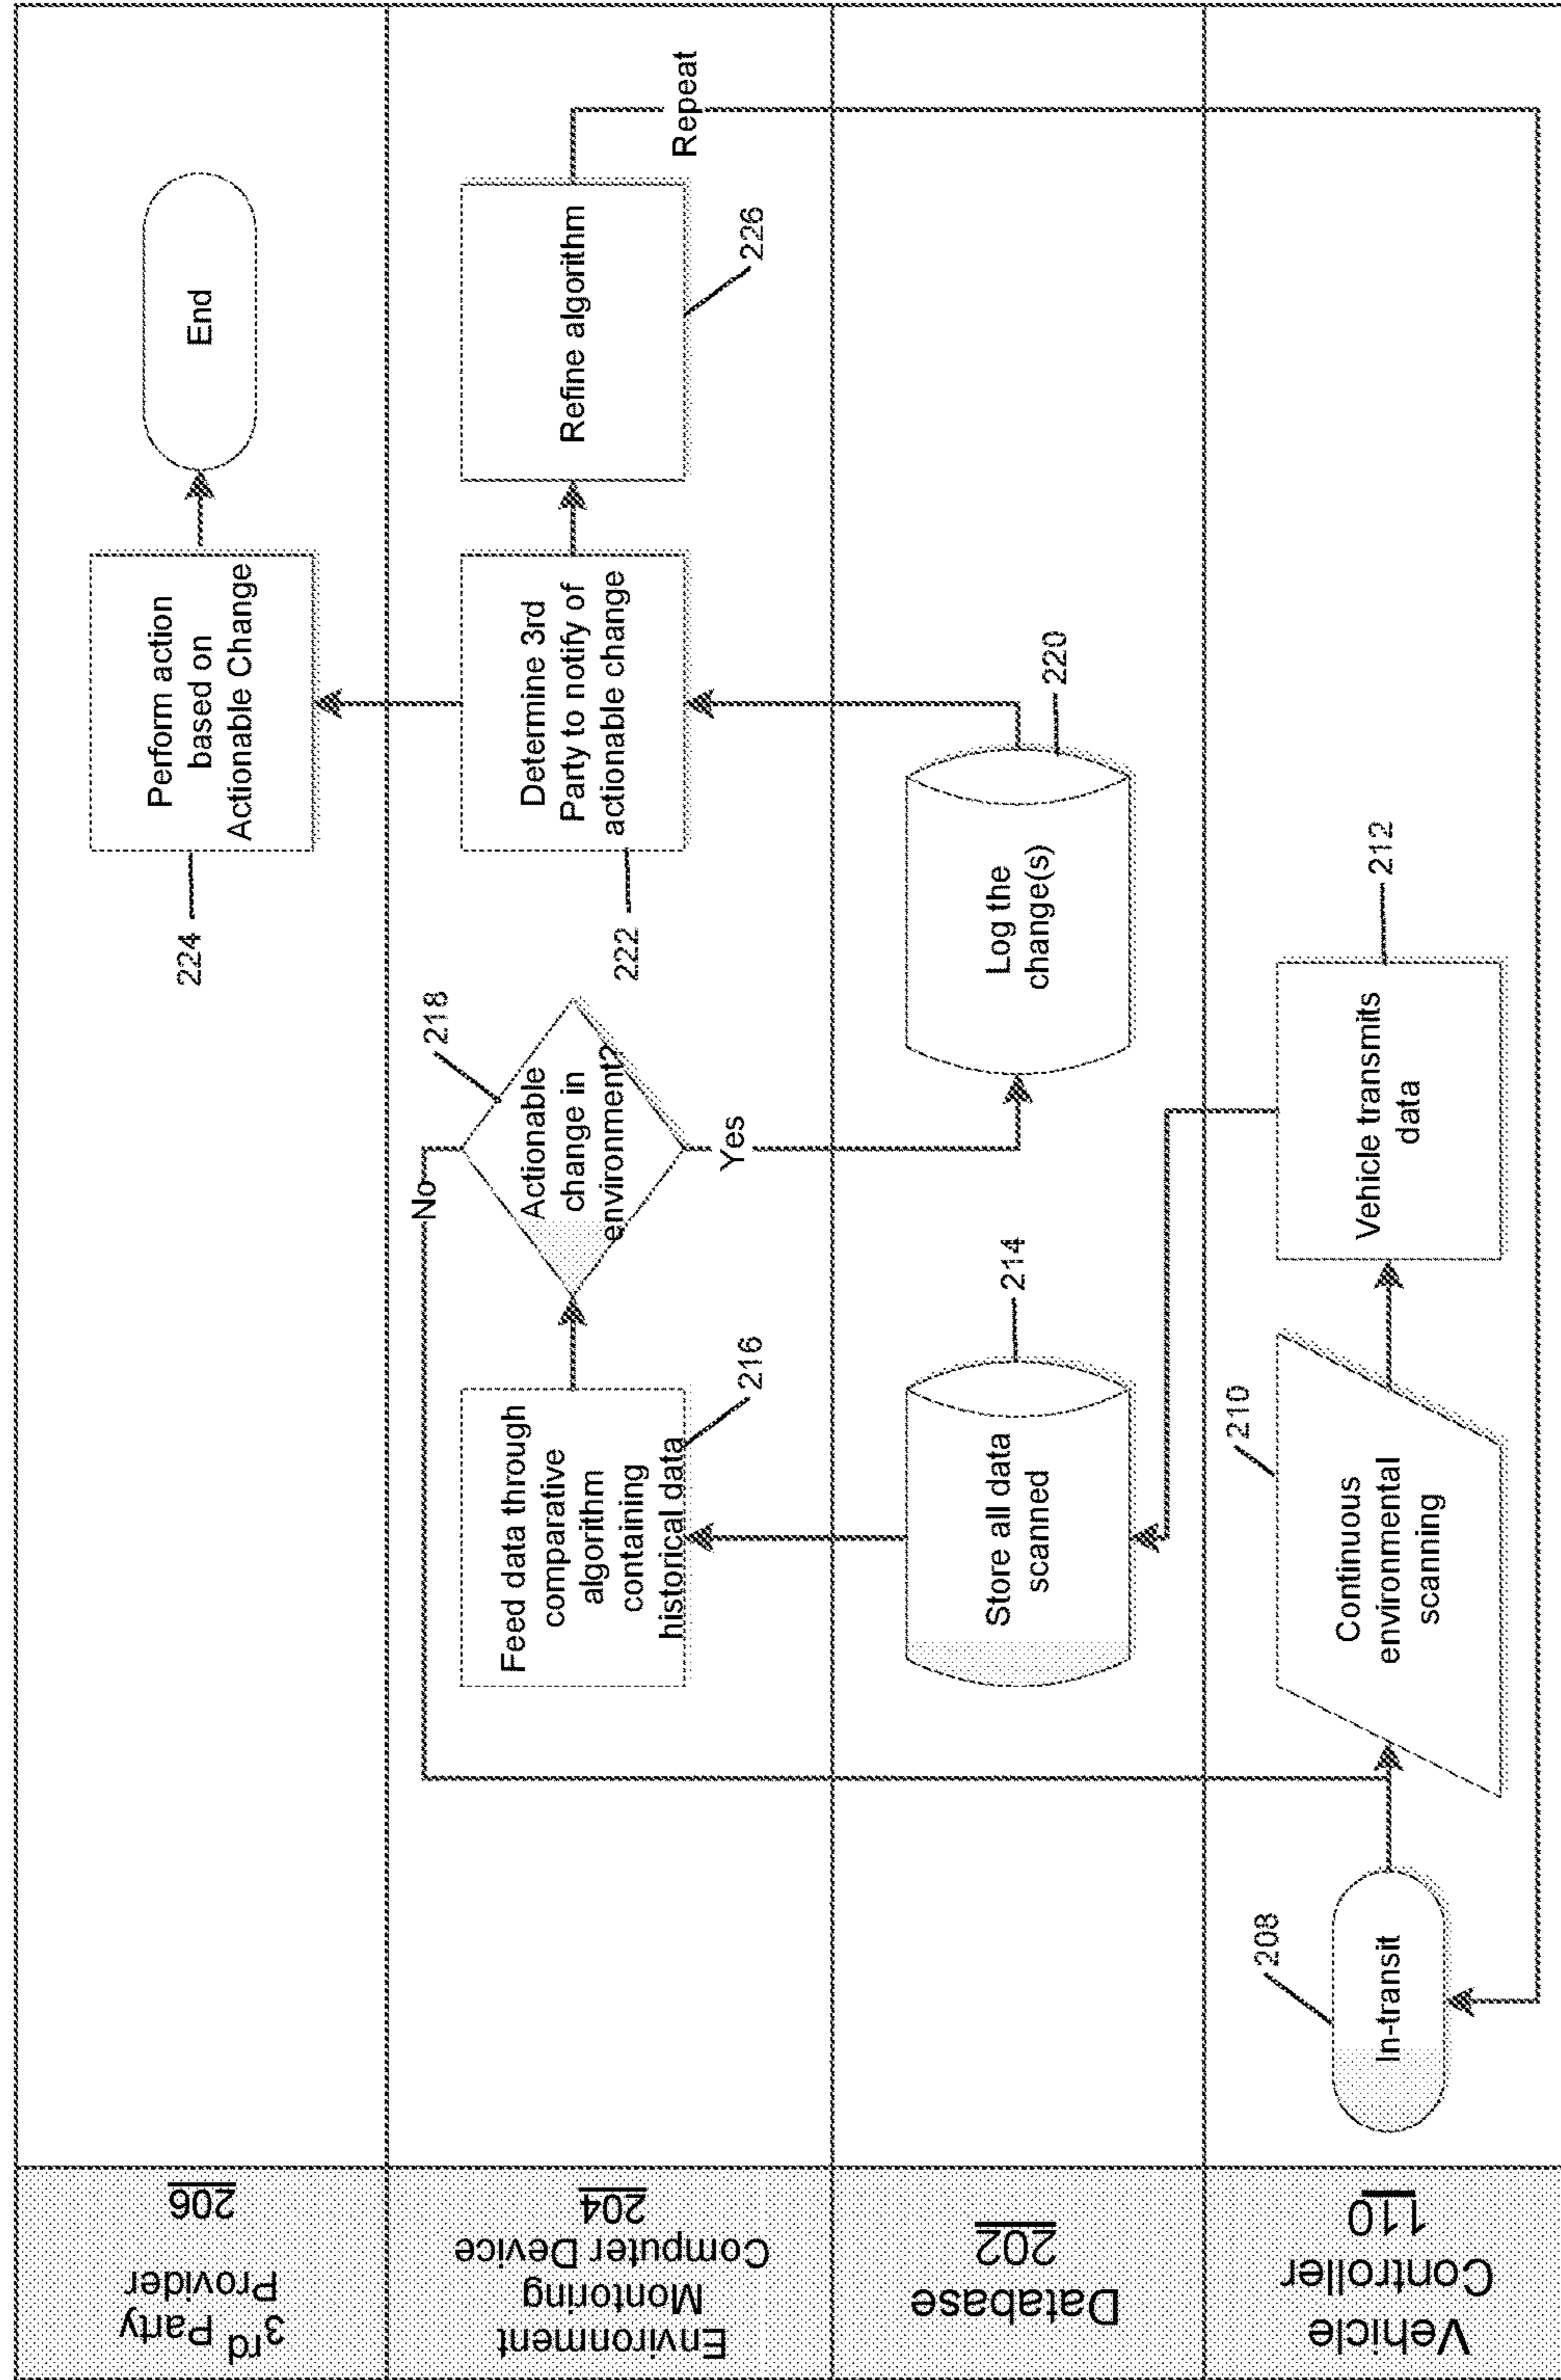 3rd Party
Provider
206
Perform action
based on
Actionable Change
224
End
Environment
Monitoring
Computer Device
204
Feed data through
comparative
algorithm
containing
historical data
216
Actionable
change in
environment?
218
No
Yes
Determine 3rd
Party to notify of
actionable change
222
Refine algorithm
226
Repeat
Database
202
Store all data
scanned
214
Log the
change(s)
220
Vehicle
Controller
110
In-transit
208
Continuous
environmental
scanning
210
Vehicle transmits
data
212